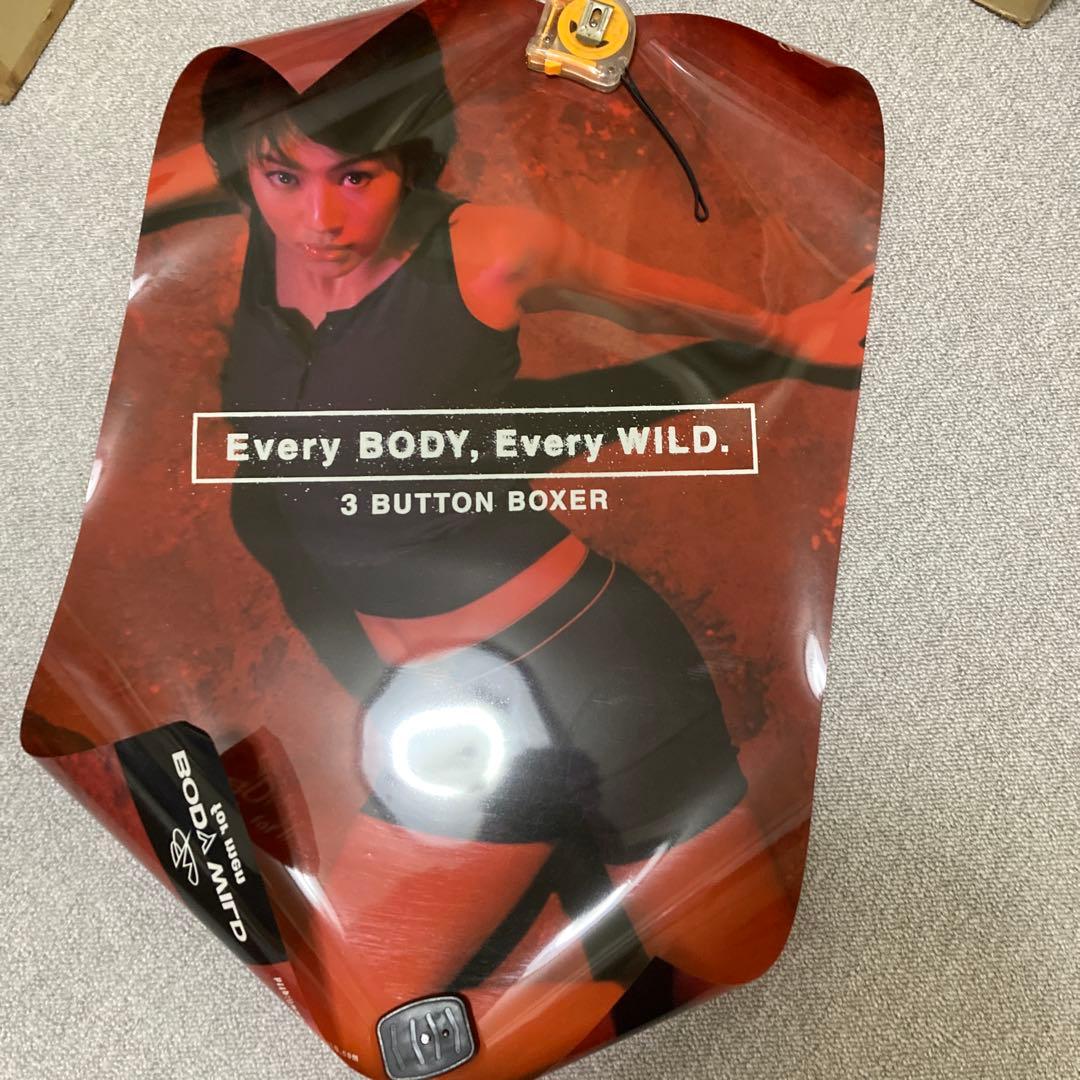 Every BODY, Every WILD.
3 BUTTON BOXER
BODY WILD
for men